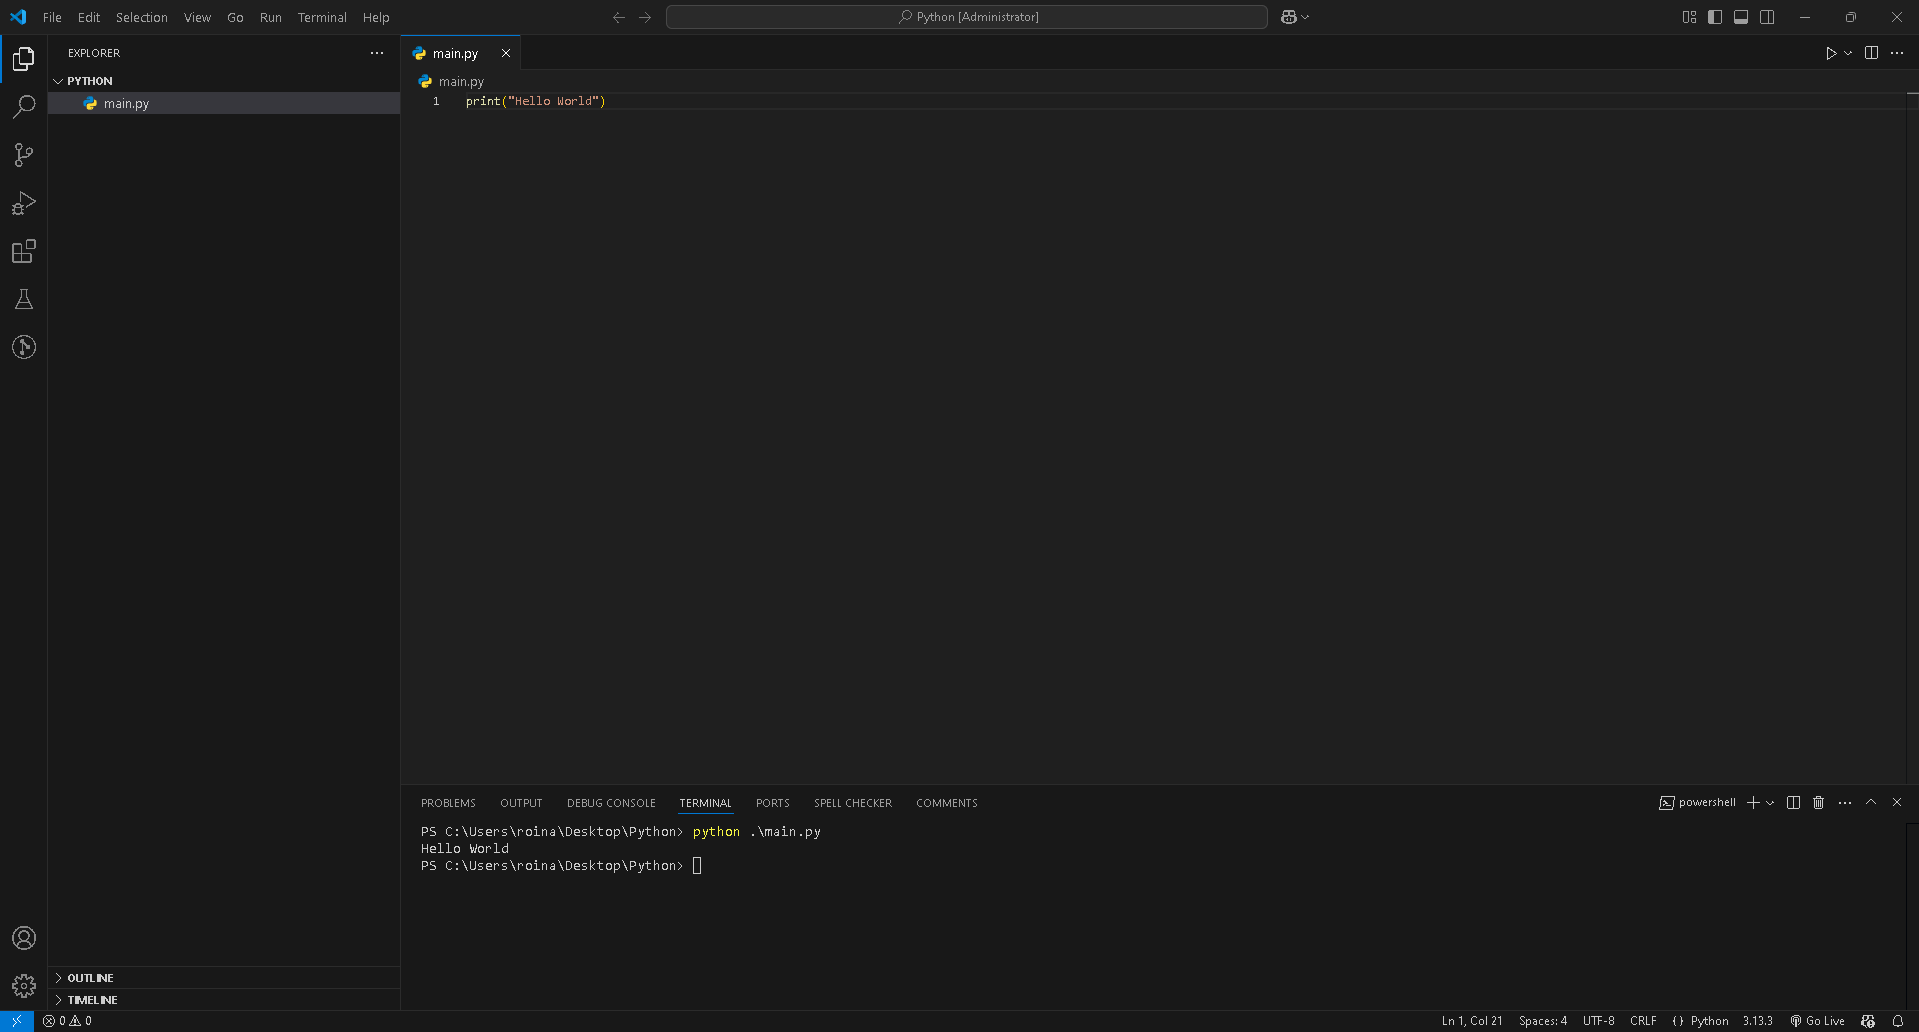 File Edit Selection View Go Run Terminal Help
Python [Administrator]
EXPLORER
PYTHON
main.py
OUTLINE
TIMELINE
main.py
main.py
1 print("Hello World")
PROBLEMS OUTPUT DEBUG CONSOLE TERMINAL PORTS SPELL CHECKER COMMENTS
powershell
PS C:\Users\roina\Desktop\Python> python .\main.py
Hello World
PS C:\Users\roina\Desktop\Python>
0 0
Ln 1, Col 21 Spaces: 4 UTF-8 CRLF {} Python 3.13.3 Go Live